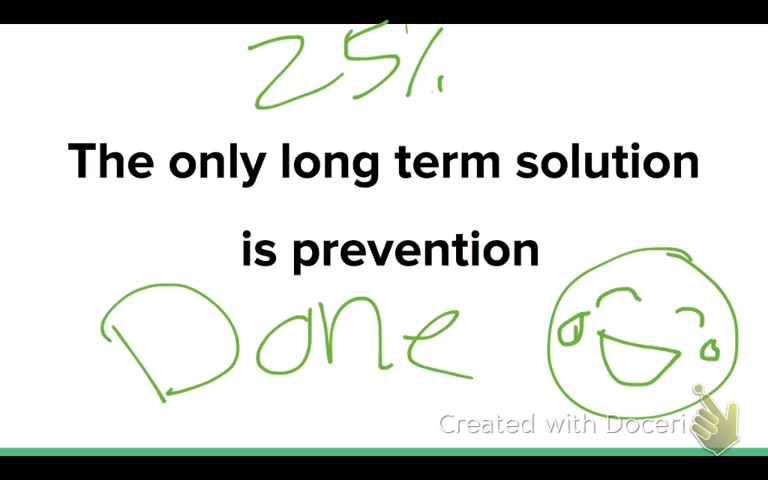 25%
The only long term solution
is prevention
Done
Created with Doceri